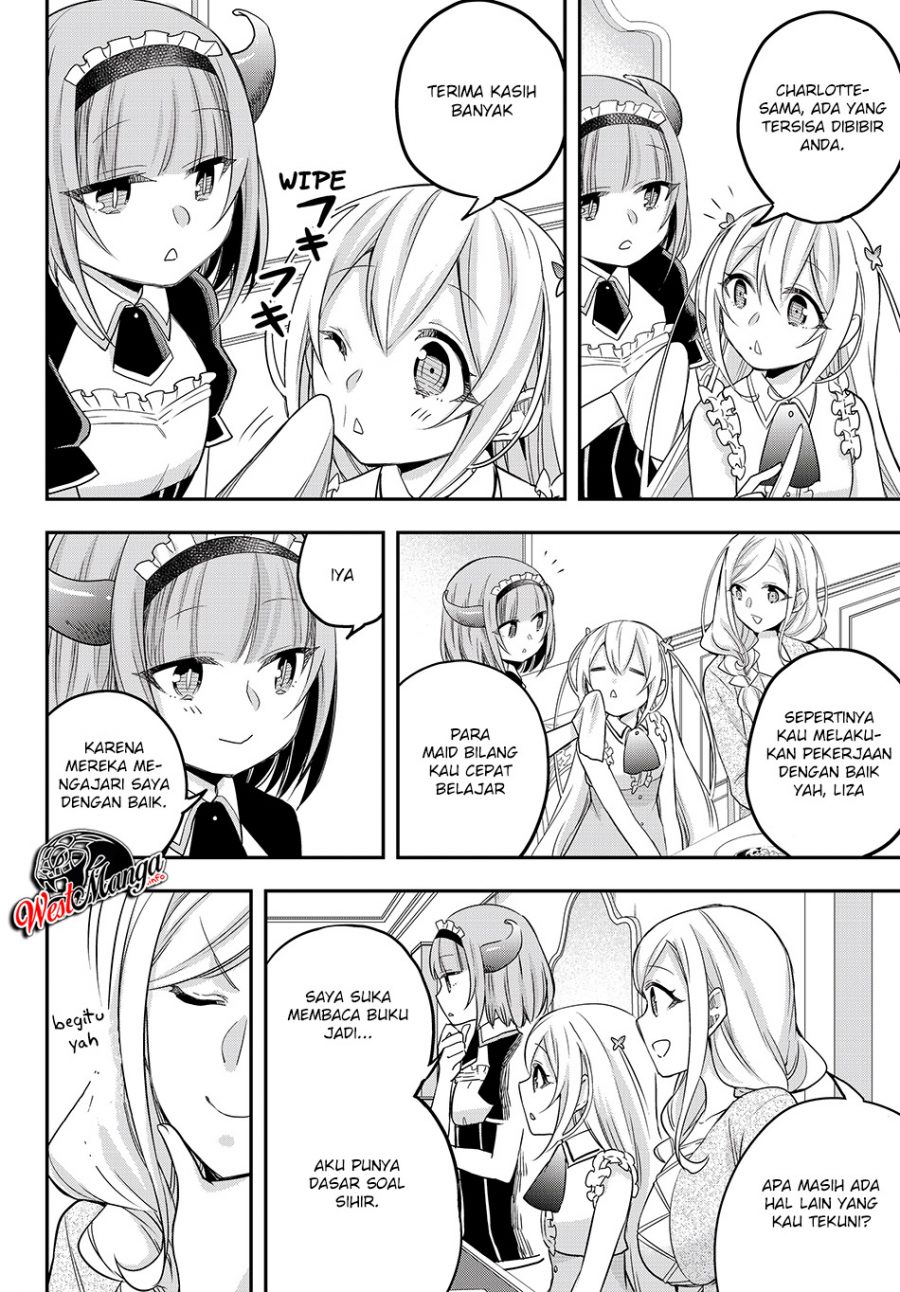 CHARLOTTE-
SAMA, ADA YANG
TERSISA DIBIBIR
ANDA.
TERIMA KASIH
BANYAK
WIPE
フキ
フキ
SEPERTINYA
KAU MELAKU-
KAN PEKERJAAN
DENGAN BAIK
YAH, LIZA
PARA
MAID BILANG
KAU CEPAT
BELAJAR
IYA
KARENA
MEREKA ME-
NGAJARI SAYA
DENGAN BAIK.
APA MASIH ADA
HAL LAIN YANG
KAU TEKUNI?
SAYA SUKA
MEMBACA BUKU
JADI...
AKU PUNYA
DASAR SOAL
SIHIR.
begitu
yah
WestManga
.info